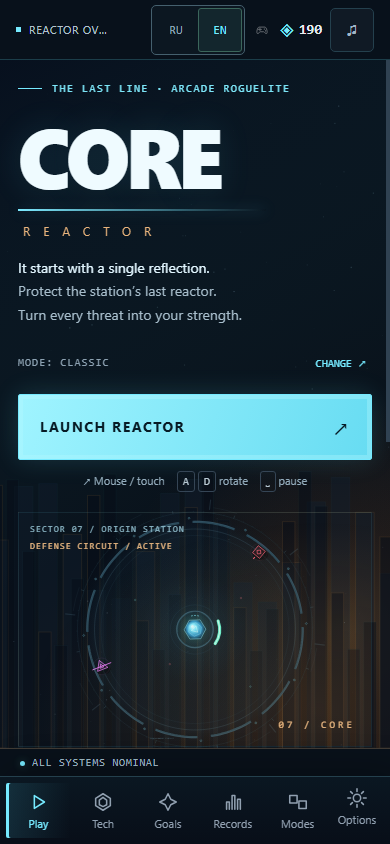 REACTOR OV...
RU
EN
190
THE LAST LINE · ARCADE ROGUELITE
CORE
REACTOR
It starts with a single reflection.
Protect the station's last reactor.
Turn every threat into your strength.
MODE: CLASSIC
CHANGE ↗
LAUNCH REACTOR ↗
↗ Mouse / touch A D rotate ␣ pause
SECTOR 07 / ORIGIN STATION
DEFENSE CIRCUIT / ACTIVE
07 / CORE
ALL SYSTEMS NOMINAL
Play
Tech
Goals
Records
Modes
Options